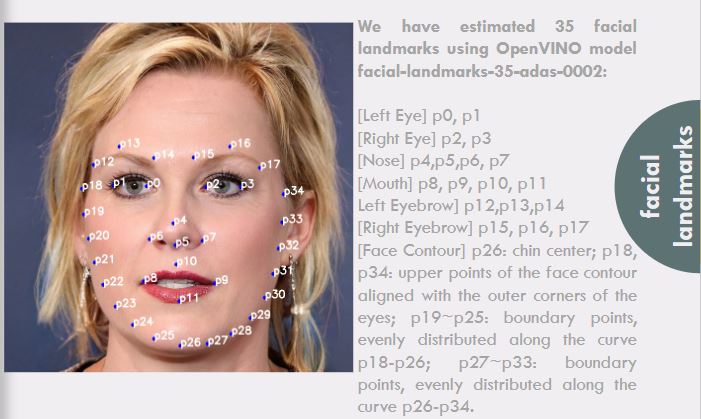 We have estimated 35 facial
landmarks using OpenVINO model
facial-landmarks-35-adas-0002:
[Left Eye] p0, p1
[Right Eye] p2, p3
[Nose] p4,p5,p6, p7
[Mouth] p8, p9, p10, p11
Left Eyebrow] p12,p13,p14
[Right Eyebrow] p15, p16, p17
[Face Contour] p26: chin center; p18,
p34: upper points of the face contour
aligned with the outer corners of the
eyes; p19~p25: boundary points,
evenly distributed along the curve
p18-p26; p27~p33: boundary
points, evenly distributed along the
curve p26-p34.
facial
landmarks
p13
p16
p12
p14
p15
p17
p18
p1
p0
p2
p3
p34
p19
p4
p33
p20
p6
p5
p7
p32
p21
p10
p31
p22
p8
p9
p30
p23
p11
p29
p24
p28
p25
p26
p27